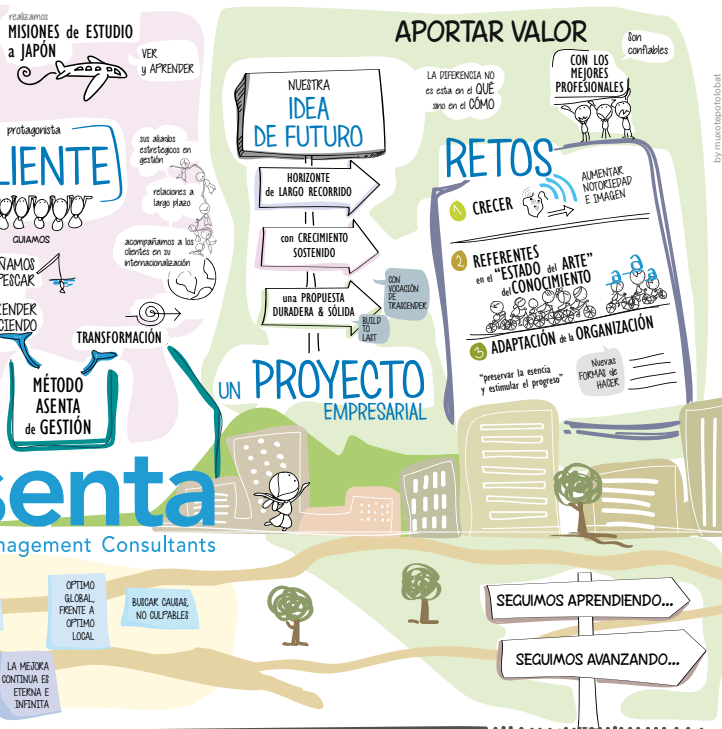 realizamos
MISIONES de ESTUDIO
a JAPÓN
VER
y APRENDER
protagonista
LIENTE
GUIAMOS
ÑAMOS
PESCAR
ENDER
CIENDO
sus aliados
estretegicos en
gestión
relaciones a
largo plazo
acompañamos a los
clientes en su
internacionalización
TRANSFORMACIÓN
MÉTODO
ASENTA
de GESTIÓN
senta
nagement Consultants
APORTAR VALOR
NUESTRA
IDEA
DE FUTURO
HORIZONTE
de LARGO RECORRIDO
con CRECIMIENTO
SOSTENIDO
una PROPUESTA
DURADERA & SÓLIDA
CON
VOCACIÓN
DE
TRASCENDER
BUILD
TO
LAST
UN PROYECTO
EMPRESARIAL
LA DIFERENCIA NO
es esta en el QUÉ
sino en el CÓMO
CON LOS
MEJORES
PROFESIONALES
Son
confiables
RETOS
1 CRECER
AUMENTAR
NOTORIEDAD
E IMAGEN
2 REFERENTES
en el "ESTADO del ARTE"
del CONOCIMIENTO
a a a
3 ADAPTACIÓN de la ORGANIZACIÓN
"preservar la esencia
y estimular el progreso"
Nuevas
FORMAS de
HACER
by muxotepotolobat
OPTIMO
GLOBAL,
FRENTE A
OPTIMO
LOCAL
BUSCAR CAUSAS,
NO CULPABLES
LA MEJORA
CONTINUA ES
ETERNA E
INFINITA
SEGUIMOS APRENDIENDO...
SEGUIMOS AVANZANDO...